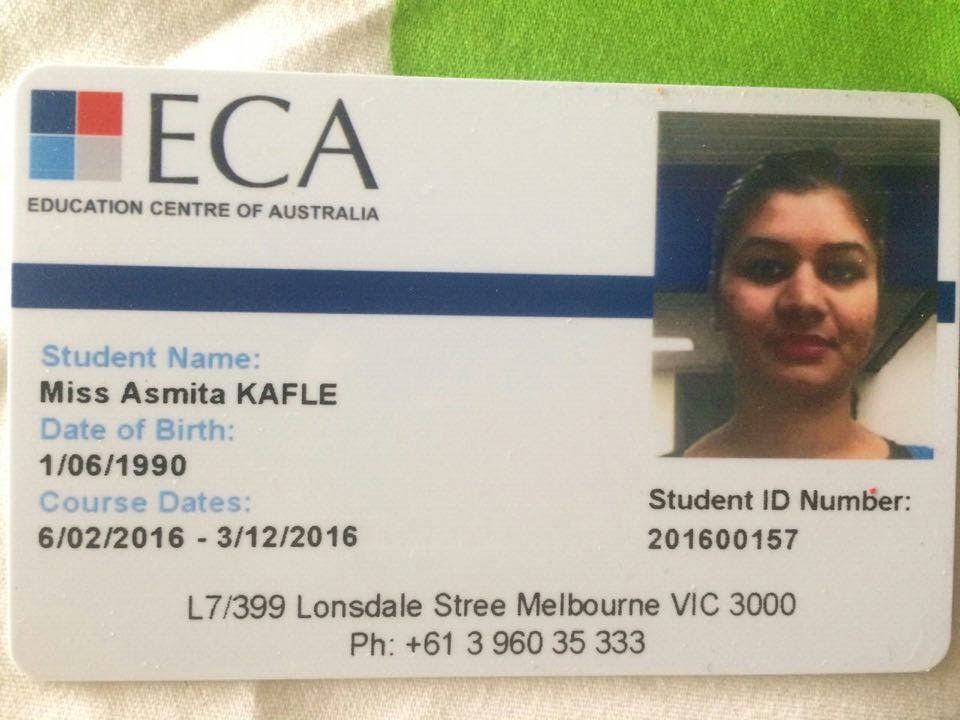 ECA
EDUCATION CENTRE OF AUSTRALIA
Student Name:
Miss Asmita KAFLE
Date of Birth:
1/06/1990
Course Dates:
6/02/2016 - 3/12/2016
Student ID Number:
201600157
L7/399 Lonsdale Stree Melbourne VIC 3000
Ph: +61 3 960 35 333